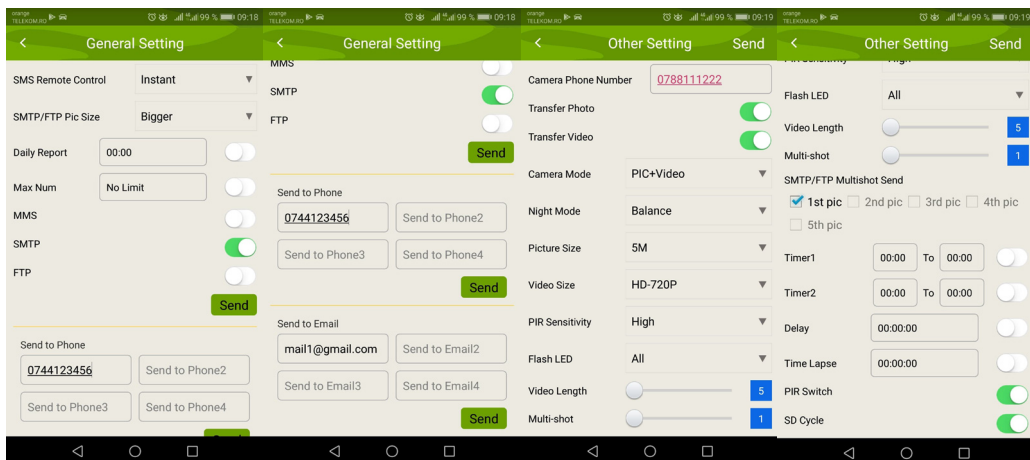 orange
TELEKOM.RO
99 % 09:18
General Setting
SMS Remote Control Instant
SMTP/FTP Pic Size Bigger
Daily Report 00:00
Max Num No Limit
MMS
SMTP
FTP
Send
Send to Phone
0744123456 Send to Phone2
Send to Phone3 Send to Phone4
orange
TELEKOM.RO
99 % 09:18
General Setting
MMS
SMTP
FTP
Send
Send to Phone
0744123456 Send to Phone2
Send to Phone3 Send to Phone4
Send
Send to Email
mail1@gmail.com Send to Email2
Send to Email3 Send to Email4
Send
orange
TELEKOM.RO
99 % 09:19
Other Setting Send
Camera Phone Number 0788111222
Transfer Photo
Transfer Video
Camera Mode PIC+Video
Night Mode Balance
Picture Size 5M
Video Size HD-720P
PIR Sensitivity High
Flash LED All
Video Length 5
Multi-shot 1
orange
TELEKOM.RO
99 % 09:19
Other Setting Send
PIR Sensitivity High
Flash LED All
Video Length 5
Multi-shot 1
SMTP/FTP Multishot Send
1st pic 2nd pic 3rd pic 4th pic
5th pic
Timer1 00:00 To 00:00
Timer2 00:00 To 00:00
Delay 00:00:00
Time Lapse 00:00:00
PIR Switch
SD Cycle